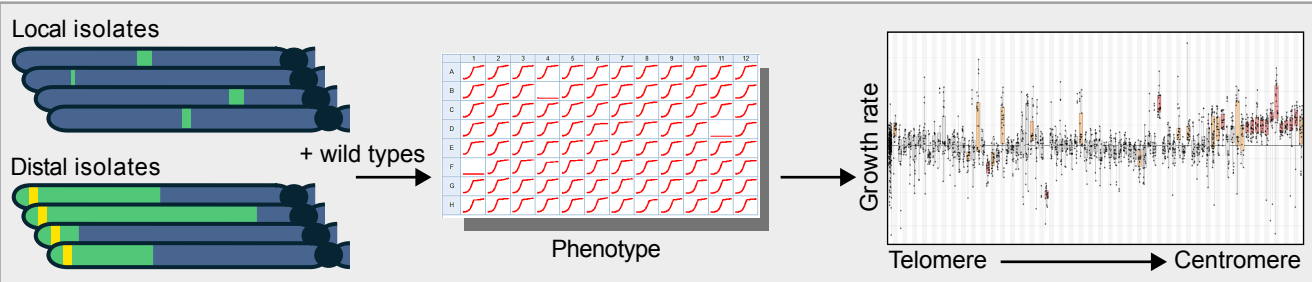 Local isolates
Distal isolates
+ wild types
1 2 3 4 5 6 7 8 9 10 11 12
A
B
C
D
E
F
G
H
Phenotype
Growth rate
Telomere
Centromere